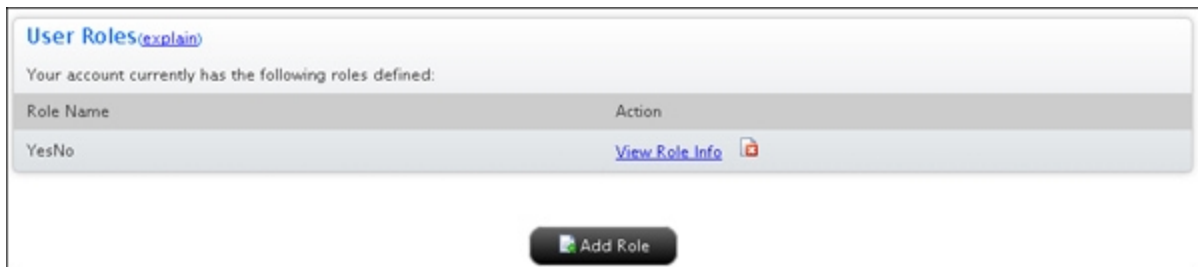 User Roles(explain)
Your account currently has the following roles defined:
Role Name Action
YesNo View Role Info
Add Role